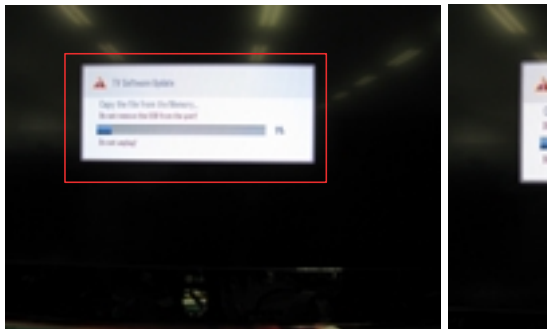 TV Software Update
Copy the File from the Memory...
Do not remove the USB from the port!
Do not unplug!